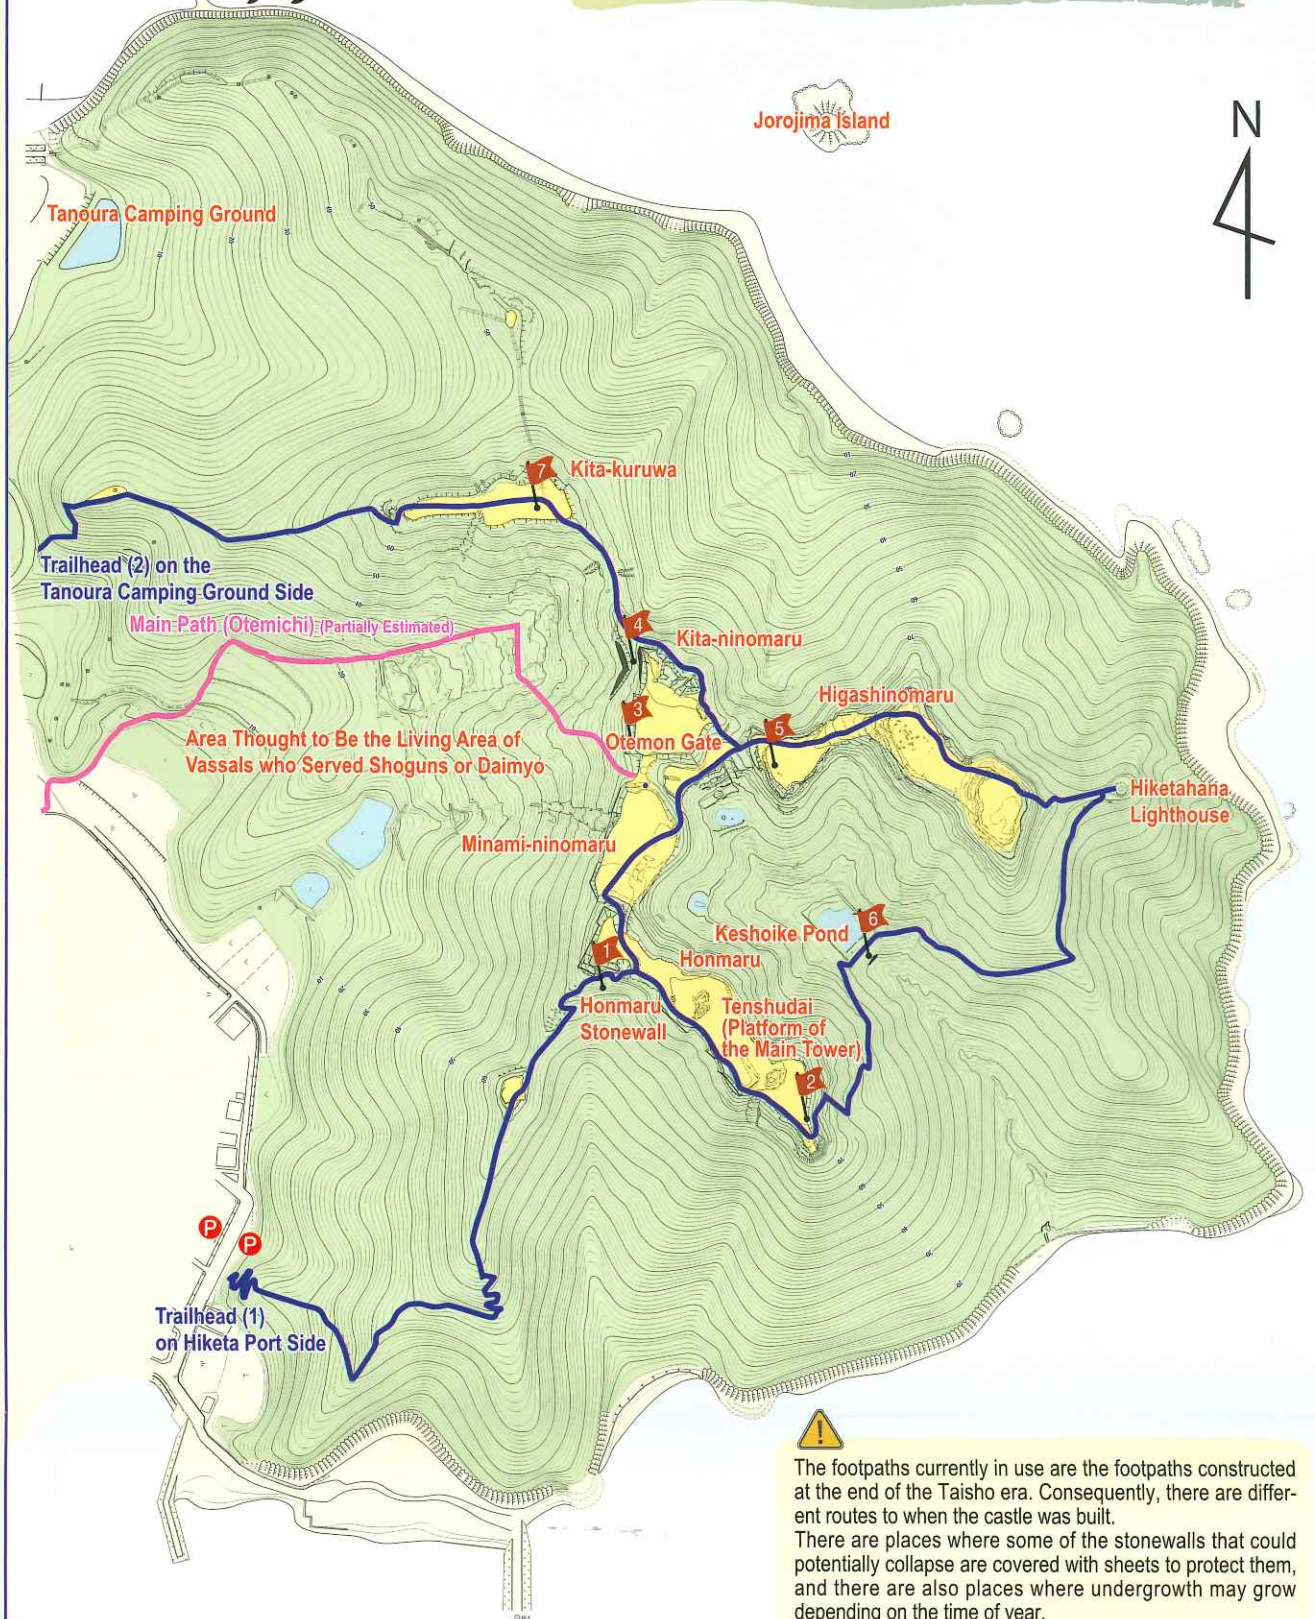 Jorojima Island
N
Tanoura Camping Ground
7
Kita-kuruwa
Trailhead (2) on the
Tanoura Camping Ground Side
Main Path (Otemichi) (Partially Estimated)
4
Kita-ninomaru
Higashinomaru
3
5
Otemon Gate
Area Thought to Be the Living Area of
Vassals who Served Shoguns or Daimyo
Hiketahana
Lighthouse
Minami-ninomaru
6
Keshoike Pond
1
Honmaru
Honmaru
Stonewall
Tenshudai
(Platform of
the Main Tower)
2
P
P
Trailhead (1)
on Hiketa Port Side
The footpaths currently in use are the footpaths constructed
at the end of the Taisho era. Consequently, there are differ-
ent routes to when the castle was built.
There are places where some of the stonewalls that could
potentially collapse are covered with sheets to protect them,
and there are also places where undergrowth may grow
depending on the time of year.